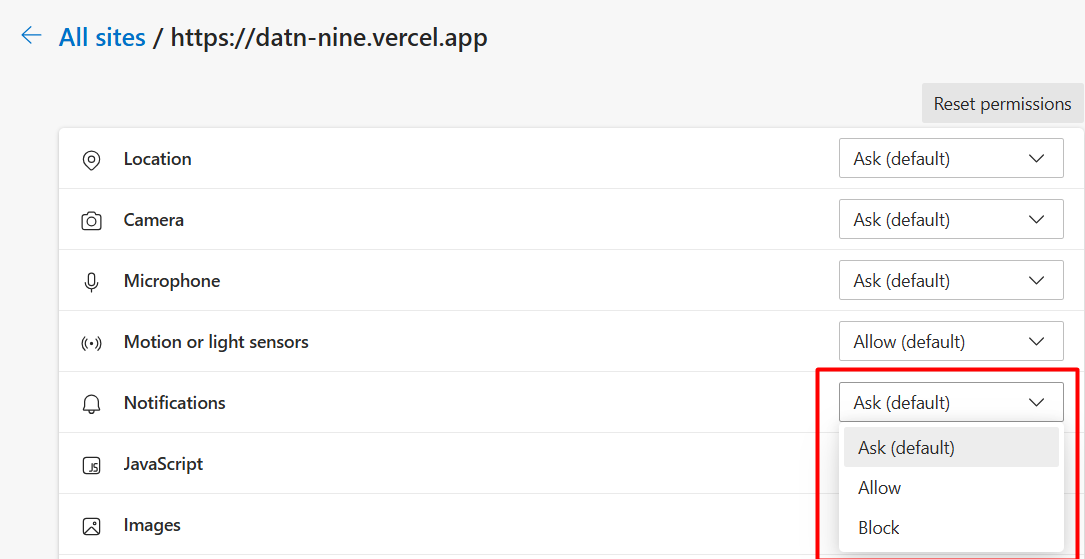 All sites / https://datn-nine.vercel.app
Reset permissions
Location Ask (default)
Camera Ask (default)
Microphone Ask (default)
Motion or light sensors Allow (default)
Notifications Ask (default)
Ask (default)
JavaScript
Allow
Images
Block